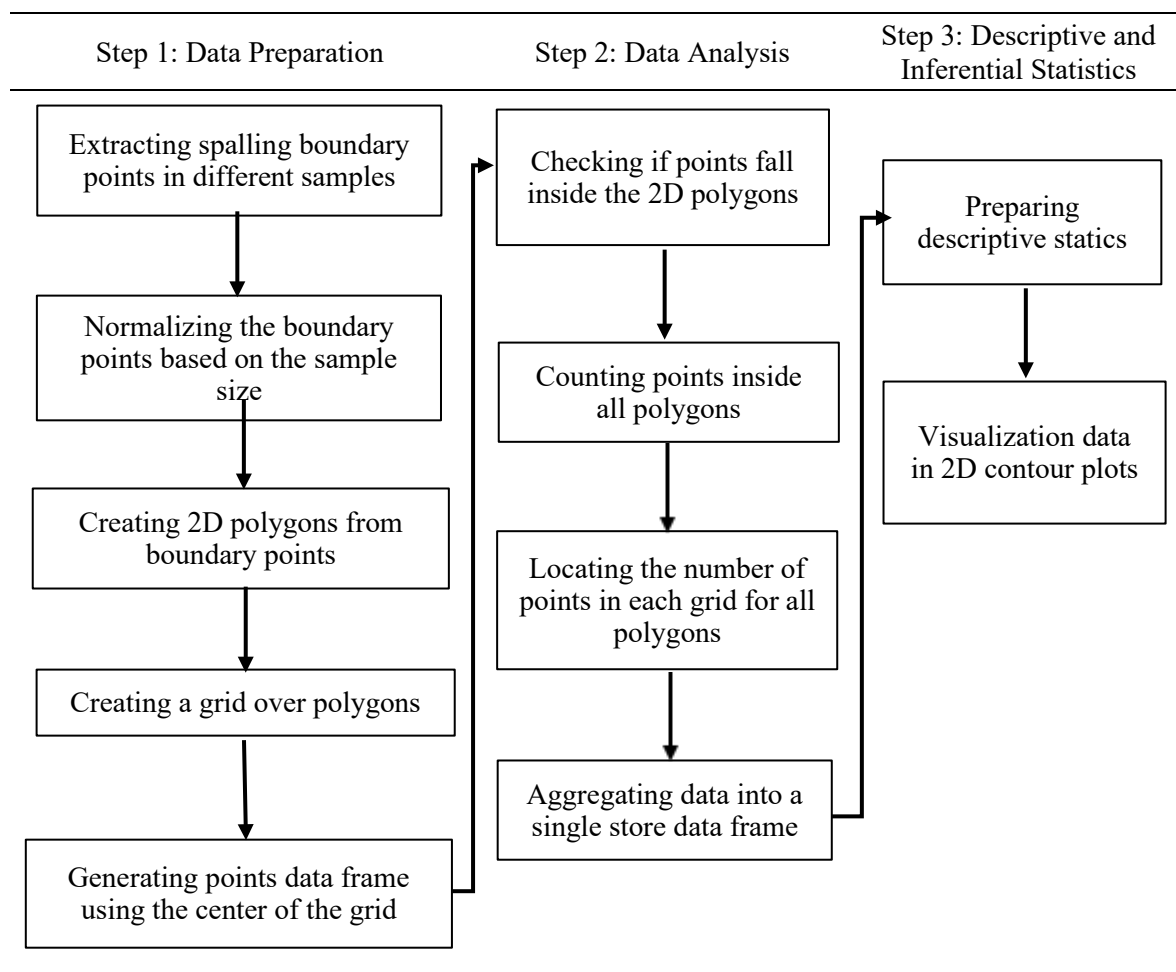 Step 1: Data Preparation
Step 2: Data Analysis
Step 3: Descriptive and
Inferential Statistics
Extracting spalling boundary
points in different samples
Normalizing the boundary
points based on the sample
size
Creating 2D polygons from
boundary points
Creating a grid over polygons
Generating points data frame
using the center of the grid
Checking if points fall
inside the 2D polygons
Counting points inside
all polygons
Locating the number of
points in each grid for all
polygons
Aggregating data into a
single store data frame
Preparing
descriptive statics
Visualization data
in 2D contour plots